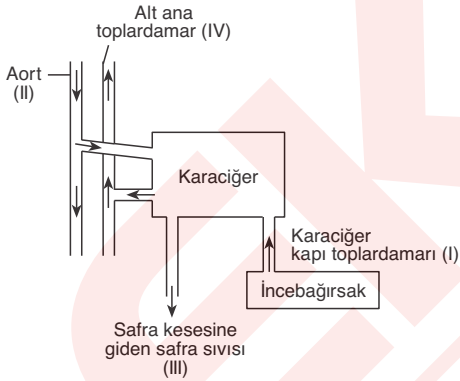 Alt ana
toplardamar (IV)
Aort
(II)
Karaciğer
Karaciğer
kapı toplardamarı (I)
İncebağırsak
Safra kesesine
giden safra sıvısı
(III)